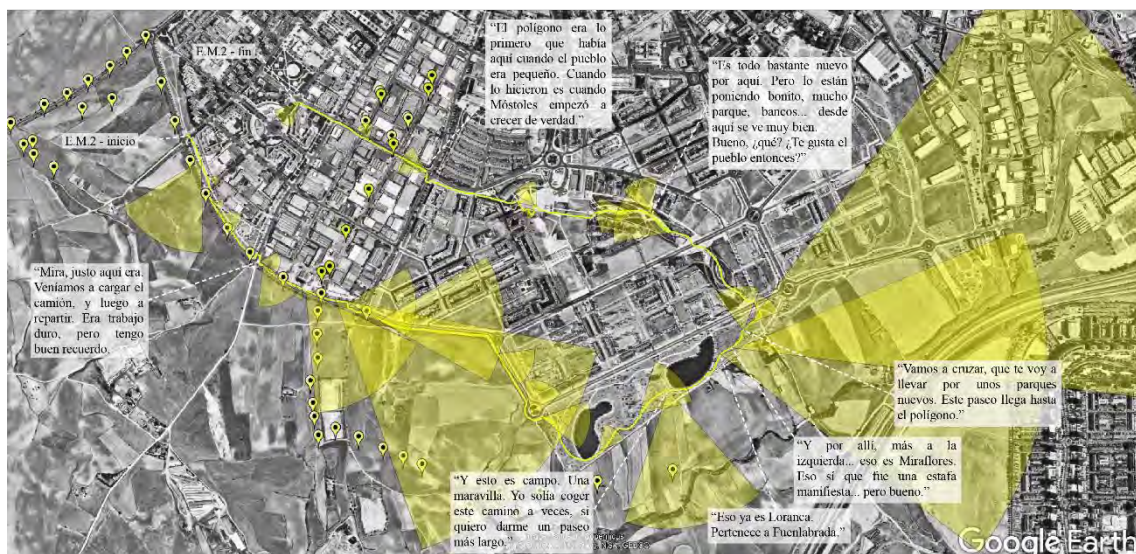 E.M.2 - fin
E.M.2 - inicio
“El polígono era lo
primero que había
aquí cuando el pueblo
era pequeño. Cuando
lo hicieron es cuando
Móstoles empezó a
crecer de verdad.”
“Es todo bastante nuevo
por aquí. Pero lo están
poniendo bonito, mucho
parque, bancos... desde
aquí se ve muy bien.
Bueno, ¿qué? ¿Te gusta el
pueblo entonces?”
“Mira, justo aquí era.
Veníamos a cargar el
camión, y luego a
repartir. Era trabajo
duro, pero tengo
buen recuerdo.
“Vamos a cruzar, que te voy a
llevar por unos parques
nuevos. Este paseo llega hasta
el polígono.”
“Y por allí, más a la
izquierda... eso es Miraflores.
Eso sí que fue una estafa
manifiesta... pero bueno.”
“Y esto es campo. Una
maravilla. Yo solía coger
este camino a veces, si
quiero darme un paseo
más largo.”
“Eso ya es Loranca.
Pertenece a Fuenlabrada.”
Google Earth